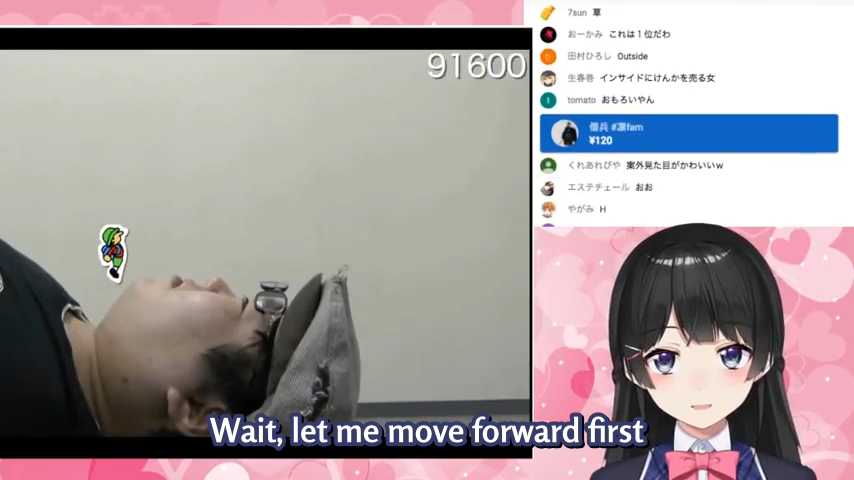 91600
7sun 草
おーかみ これは１位だわ
田村ひろし Outside
生春巻 インサイドにけんかを売る女
tomato おもろいやん
傭兵 #凛fam
¥120
くれあれびや 案外見た目がかわいいw
エステチェール おお
やがみ H
Wait, let me move forward first